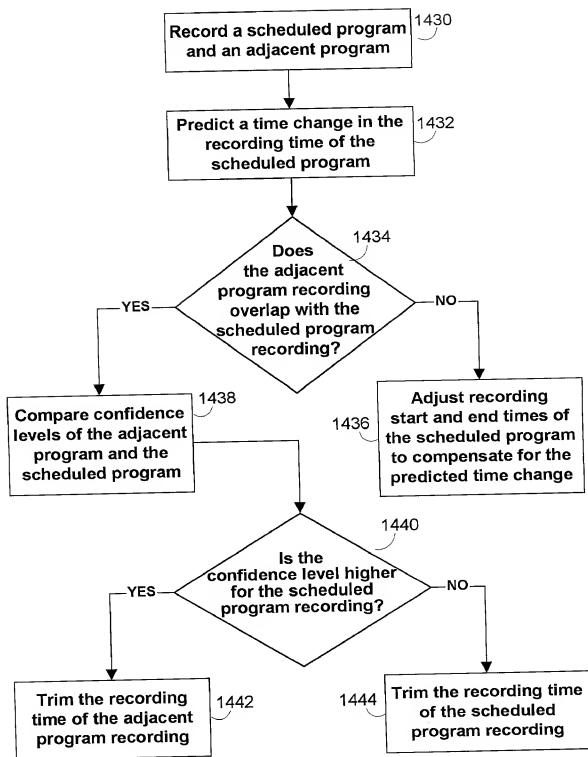 Record a scheduled program
and an adjacent program
1430
Predict a time change in the
recording time of the
scheduled program
1432
1434
Does
the adjacent
program recording
overlap with the
scheduled program
recording?
YES
NO
1438
Compare confidence
levels of the adjacent
program and the
scheduled program
1436
Adjust recording
start and end times of
the scheduled program
to compensate for the
predicted time change
1440
Is the
confidence level higher
for the scheduled
program recording?
YES
NO
Trim the recording
time of the adjacent
program recording
1442
1444
Trim the recording time
of the scheduled
program recording